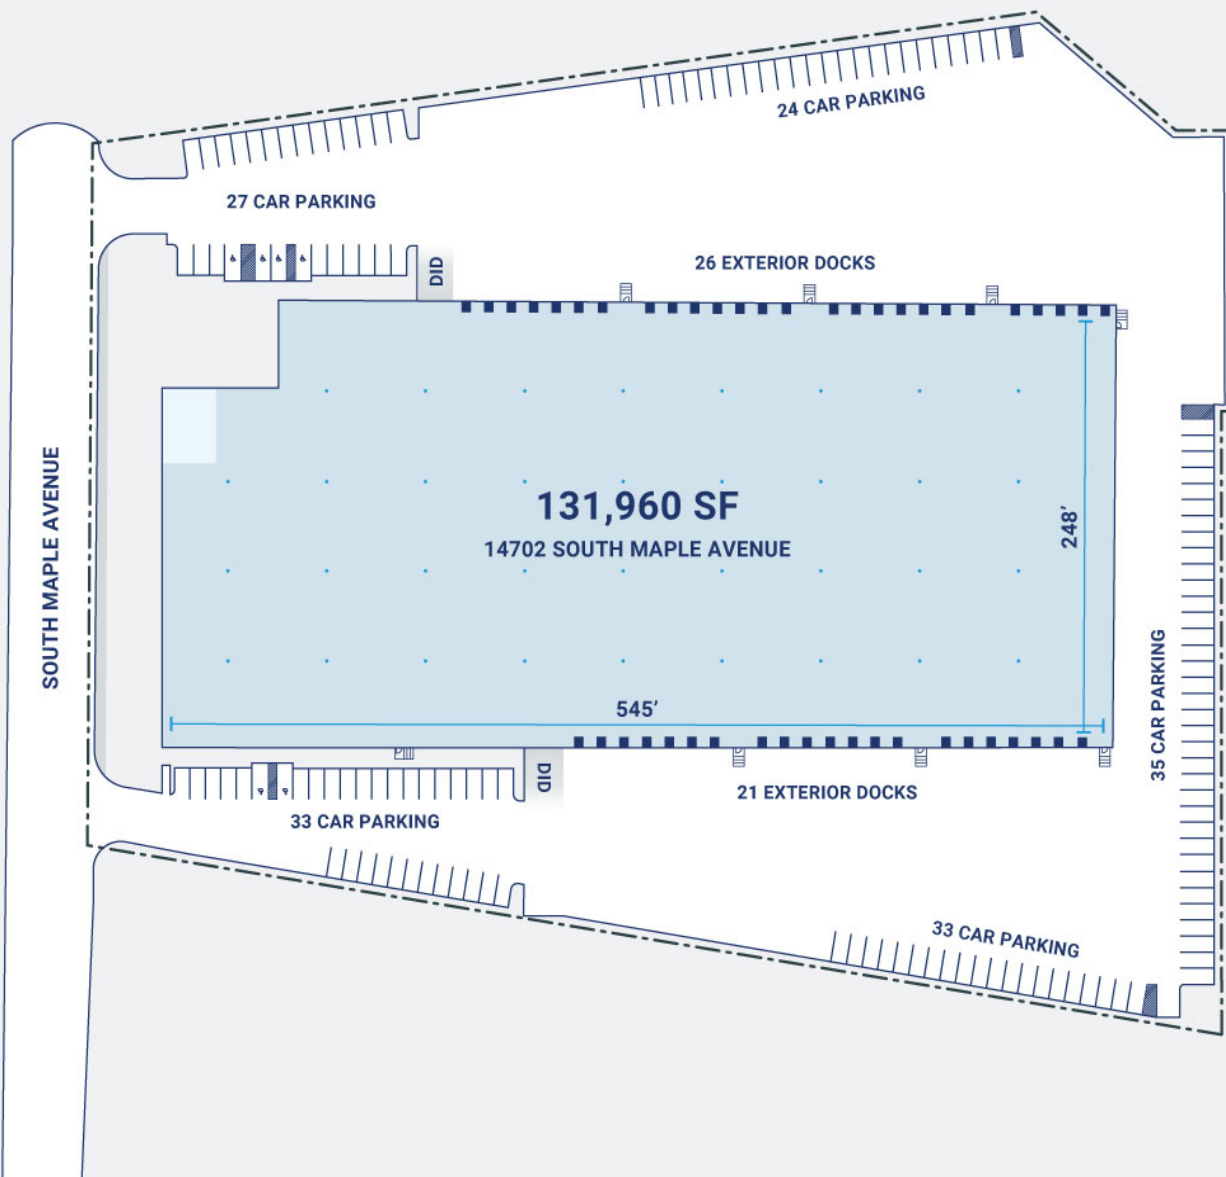 24 CAR PARKING
27 CAR PARKING
DID
26 EXTERIOR DOCKS
SOUTH MAPLE AVENUE
131,960 SF
14702 SOUTH MAPLE AVENUE
248’
545’
35 CAR PARKING
DID
21 EXTERIOR DOCKS
33 CAR PARKING
33 CAR PARKING